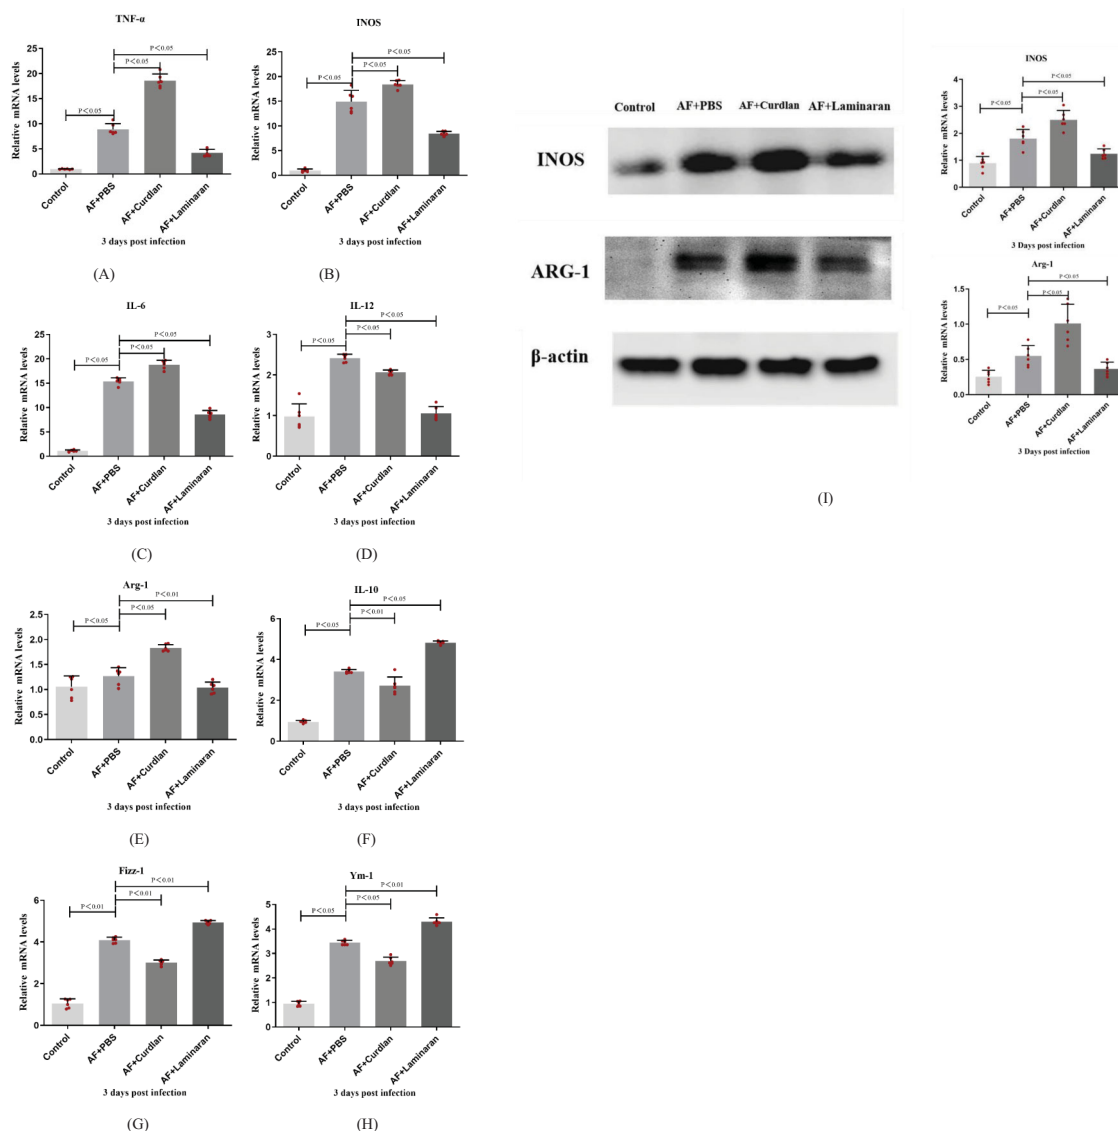 TNF-α
Relative mRNA levels
25
20
15
10
5
0
P<0.05
P<0.05
P<0.05
Control
AF+PBS
AF+Curdlan
AF+Laminaran
3 days post infection
(A)
INOS
Relative mRNA levels
25
20
15
10
5
0
P<0.05
P<0.05
P<0.05
Control
AF+PBS
AF+Curdlan
AF+Laminaran
3 days post infection
(B)
IL-6
Relative mRNA levels
25
20
15
10
5
0
P<0.05
P<0.05
P<0.05
Control
AF+PBS
AF+Curdlan
AF+Laminaran
3 days post infection
(C)
IL-12
Relative mRNA levels
3
2
1
0
P<0.05
P<0.05
P<0.05
Control
AF+PBS
AF+Curdlan
AF+Laminaran
3 days post infection
(D)
Arg-1
Relative mRNA levels
2.5
2.0
1.5
1.0
0.5
0.0
P<0.01
P<0.05
P<0.05
Control
AF+PBS
AF+Curdlan
AF+Laminaran
3 days post infection
(E)
IL-10
Relative mRNA levels
6
4
2
0
P<0.05
P<0.01
P<0.05
Control
AF+PBS
AF+Curdlan
AF+Laminaran
3 days post infection
(F)
Fizz-1
Relative mRNA levels
6
4
2
0
P<0.01
P<0.01
P<0.01
Control
AF+PBS
AF+Curdlan
AF+Laminaran
3 days post infection
(G)
Ym-1
Relative mRNA levels
5
4
3
2
1
0
P<0.01
P<0.05
P<0.05
Control
AF+PBS
AF+Curdlan
AF+Laminaran
3 days post infection
(H)
Control AF+PBS AF+Curdlan AF+Laminaran
INOS
ARG-1
β-actin
INOS
Relative mRNA levels
4
3
2
1
0
P<0.05
P<0.05
P<0.05
Control
AF+PBS
AF+Curdlan
AF+Laminaran
3 Days post infection
Arg-1
Relative mRNA levels
1.5
1.0
0.5
0.0
P<0.05
P<0.05
P<0.05
Control
AF+PBS
AF+Curdlan
AF+Laminaran
3 Days post infection
(I)